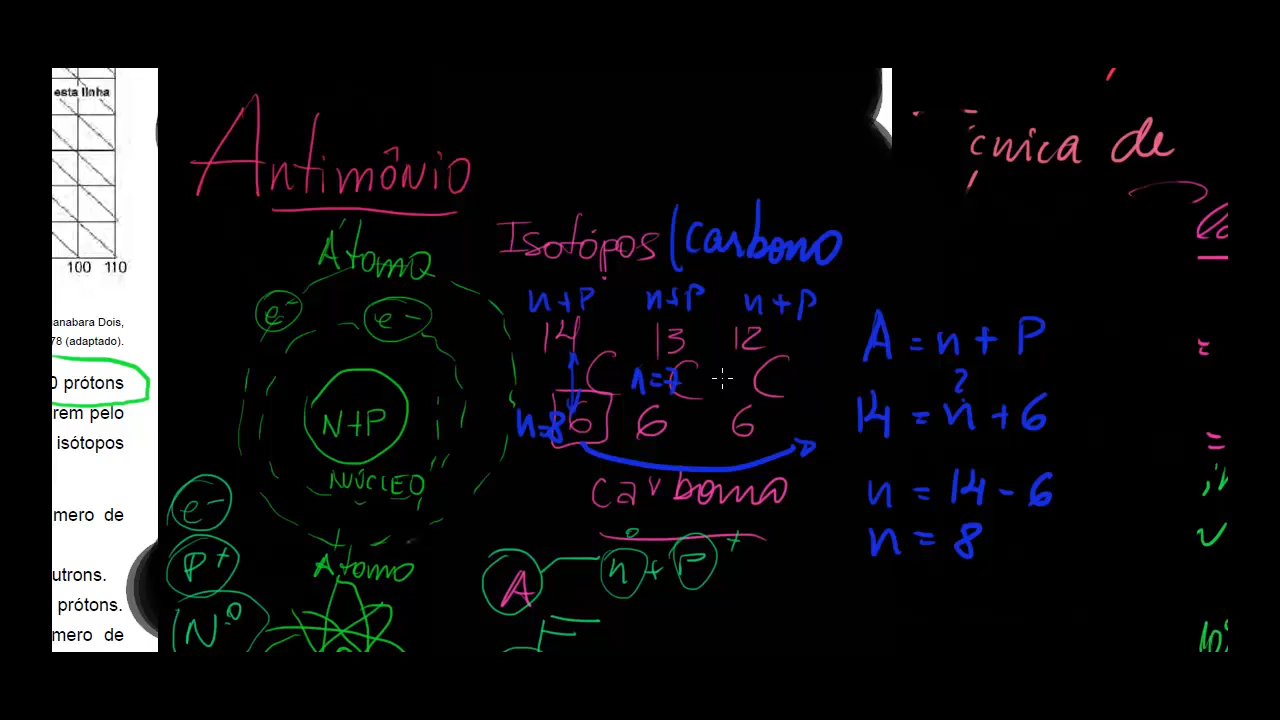 esta linha
100 110
anabara Dois,
78 (adaptado).
0 prótons
rem pelo
isótopos
mero de
utrons.
prótons.
mero de
Antimônio
Átomo
e-
e-
N+P
NÚCLEO
e-
P+
N°
Átomo
Isotópos (carbono
n+P n+P n+P
14 13 12
C n=7 C C
n=8 6 6 6
carbono
A n° + P+
A = n + P
?
14 = n + 6
n = 14 - 6
n = 8
cnica de
=
=